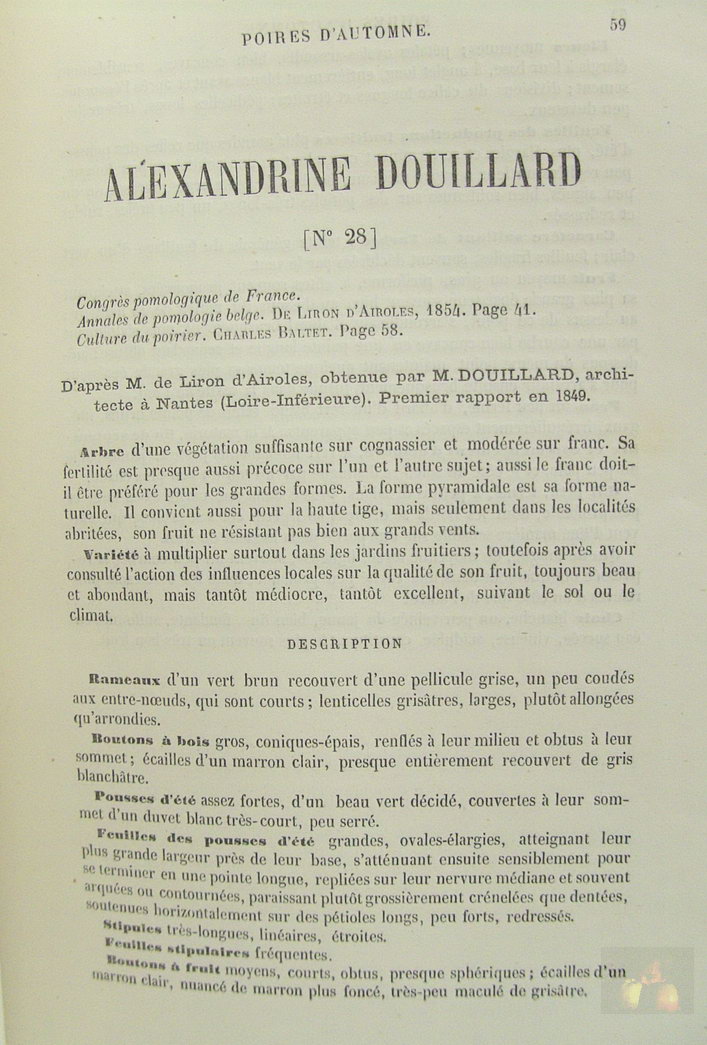 POIRES D'AUTOMNE.
59
ALEXANDRINE DOUILLARD
[N° 28]
Congrès pomologique de France.
Annales de pomologie belge. DE LIRON D'AIROLES, 1854. Page 41.
Culture du poirier. CHARLES BALTET. Page 58.
D'après M. de Liron d'Airoles, obtenue par M. DOUILLARD, archi-
tecte à Nantes (Loire-Inférieure). Premier rapport en 1849.
Arbre d'une végétation suffisante sur cognassier et modérée sur franc. Sa
fertilité est presque aussi précoce sur l'un et l'autre sujet; aussi le franc doit-
il être préféré pour les grandes formes. La forme pyramidale est sa forme na-
turelle. Il convient aussi pour la haute tige, mais seulement dans les localités
abritées, son fruit ne résistant pas bien aux grands vents.
Variété à multiplier surtout dans les jardins fruitiers; toutefois après avoir
consulté l'action des influences locales sur la qualité de son fruit, toujours beau
et abondant, mais tantôt médiocre, tantôt excellent, suivant le sol ou le
climat.
DESCRIPTION
Rameaux d'un vert brun recouvert d'une pellicule grise, un peu coudés
aux entre-nœuds, qui sont courts; lenticelles grisâtres, larges, plutôt allongées
qu'arrondies.
Boutons à bois gros, coniques-épais, renflés à leur milieu et obtus à leur
sommet; écailles d'un marron clair, presque entièrement recouvert de gris
blanchâtre.
Pousses d'été assez fortes, d'un beau vert décidé, couvertes à leur som-
met d'un duvet blanc très-court, peu serré.
Feuilles des pousses d'été grandes, ovales-élargies, atteignant leur
plus grande largeur près de leur base, s'atténuant ensuite sensiblement pour
se terminer en une pointe longue, repliées sur leur nervure médiane et souvent
arquées ou contournées, paraissant plutôt grossièrement crénelées que dentées,
soutenues horizontalement sur des pétioles longs, peu forts, redressés.
Stipules très-longues, linéaires, étroites.
Feuilles stipulaires fréquentes.
Boutons à fruit moyens, courts, obtus, presque sphériques; écailles d'un
marron clair, nuancé de marron plus foncé, très-peu maculé de grisâtre.